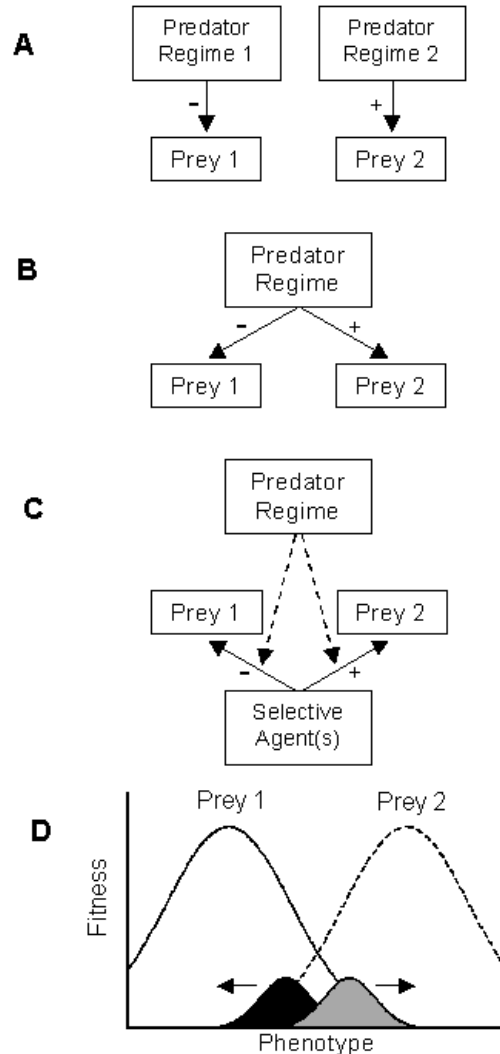 A
Predator
Regime 1
Predator
Regime 2
-
+
Prey 1
Prey 2
B
Predator
Regime
-
+
Prey 1
Prey 2
C
Predator
Regime
Prey 1
Prey 2
-
+
Selective
Agent(s)
D
Prey 1
Prey 2
Fitness
Phenotype